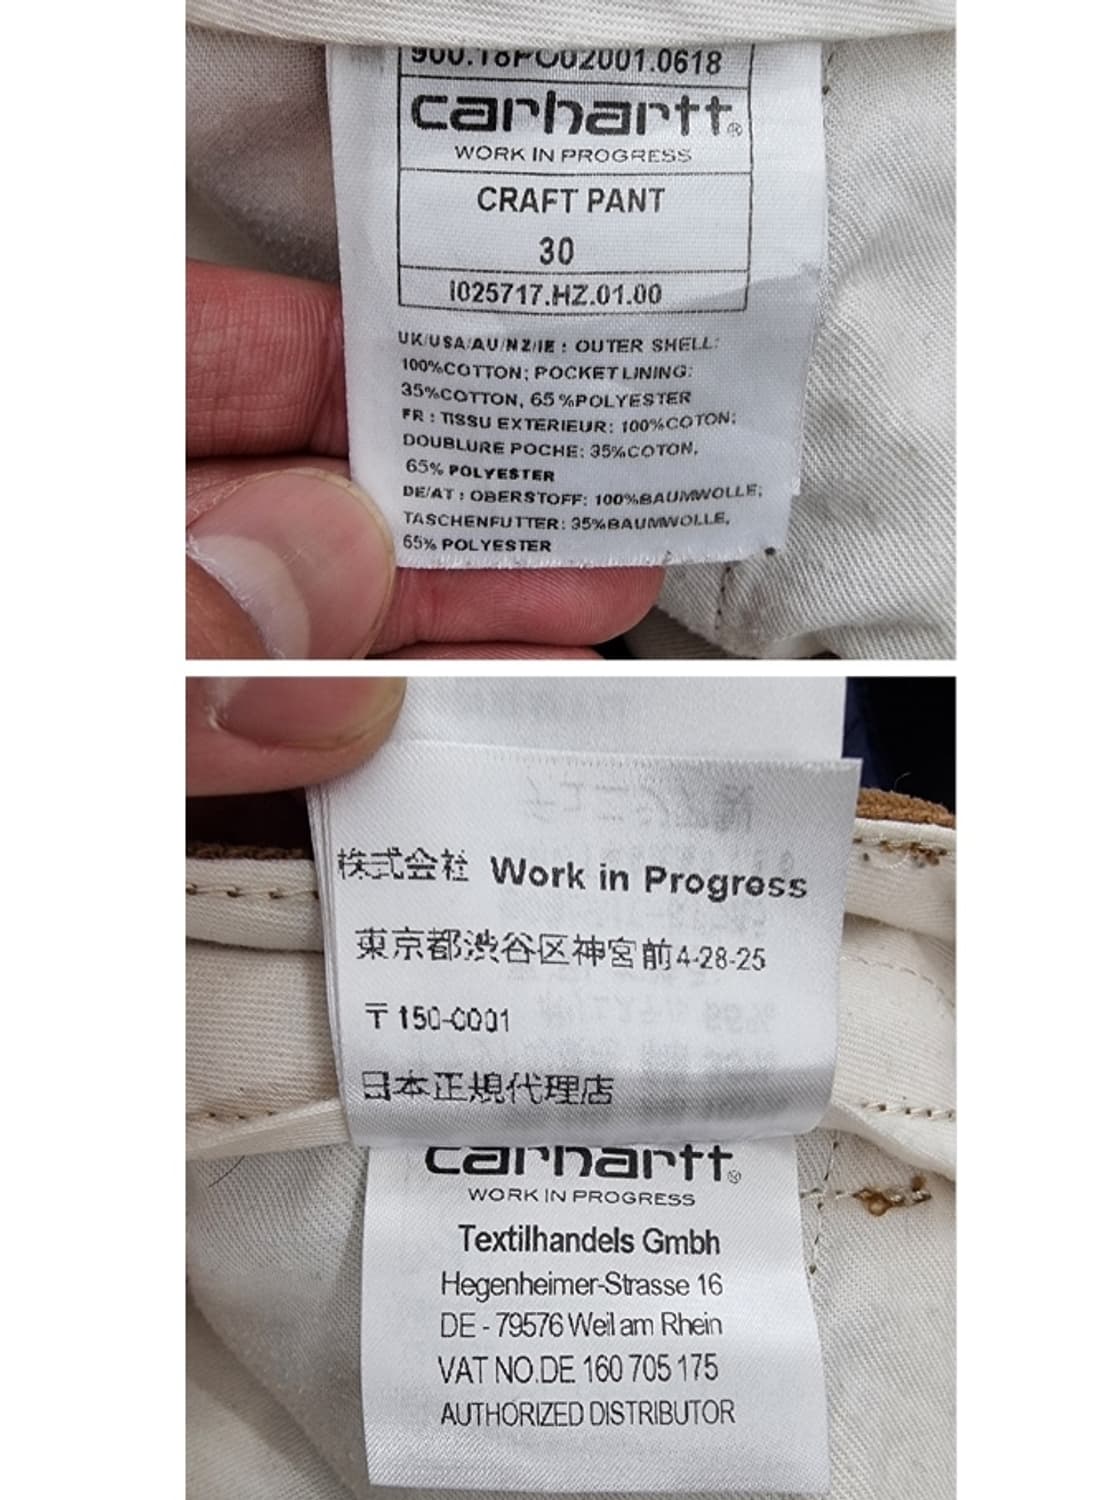 900.18PO02001.0618
carhartt®
WORK IN PROGRESS
CRAFT PANT
30
I025717.HZ.01.00
UK/USA/AU/NZ/IE : OUTER SHELL:
100%COTTON; POCKET LINING:
35%COTTON, 65%POLYESTER
FR : TISSU EXTERIEUR: 100%COTON;
DOUBLURE POCHE: 35%COTON,
65% POLYESTER
DE/AT : OBERSTOFF: 100%BAUMWOLLE;
TASCHENFUTTER: 35%BAUMWOLLE,
65% POLYESTER
株式会社 Work in Progress
東京都渋谷区神宮前4-28-25
〒150-0001
日本正規代理店
carhartt®
WORK IN PROGRESS
Textilhandels Gmbh
Hegenheimer-Strasse 16
DE - 79576 Weil am Rhein
VAT NO.DE 160 705 175
AUTHORIZED DISTRIBUTOR